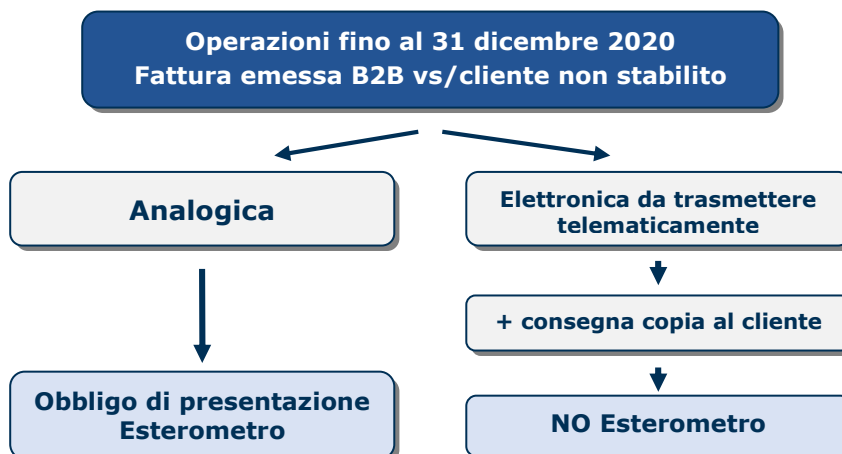 Operazioni fino al 31 dicembre 2020
Fattura emessa B2B vs/cliente non stabilito
Analogica
Elettronica da trasmettere
telematicamente
+ consegna copia al cliente
Obbligo di presentazione
Esterometro
NO Esterometro